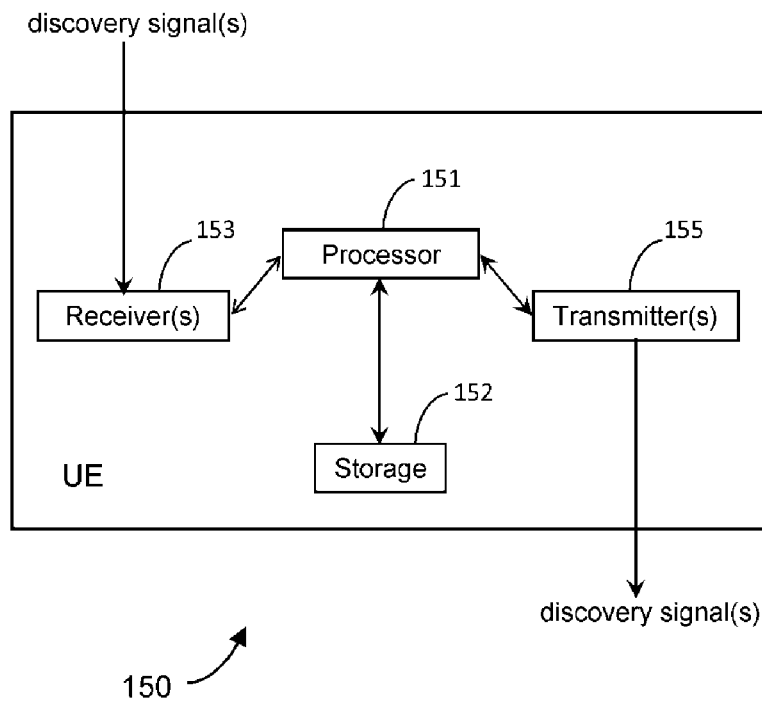 discovery signal(s)
151
153
Processor
155
Receiver(s)
Transmitter(s)
152
Storage
UE
discovery signal(s)
150